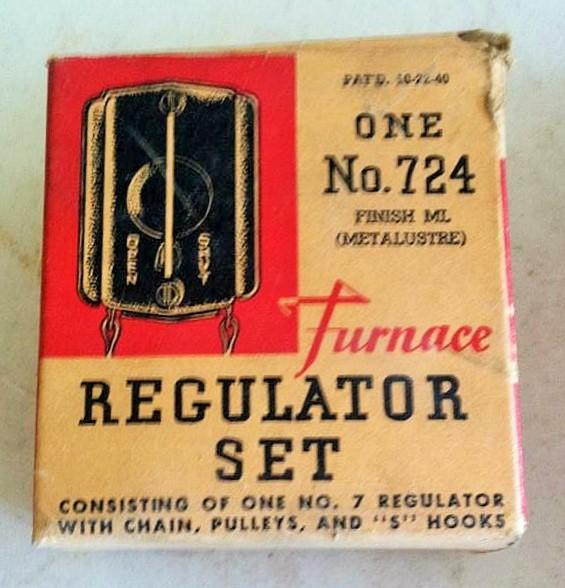 PAT'D. 10-22-40
ONE
No. 724
FINISH ML
(METALUSTRE)
OPEN
SHUT
Furnace
REGULATOR
SET
CONSISTING OF ONE NO. 7 REGULATOR
WITH CHAIN, PULLEYS, AND "S" HOOKS